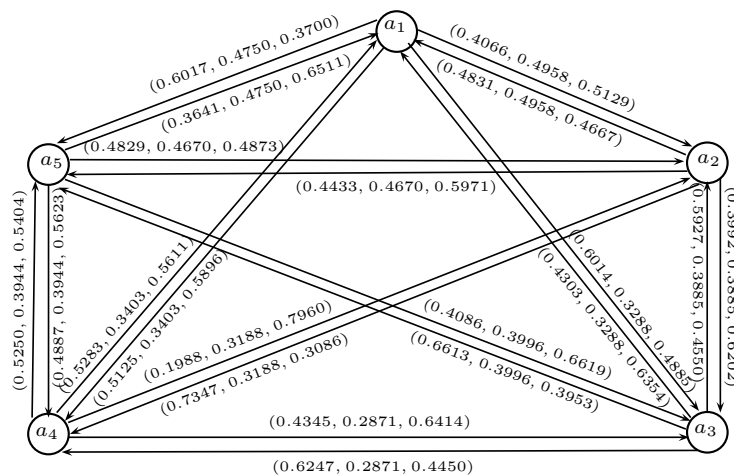 a1
(0.6017, 0.4750, 0.3700)
(0.3641, 0.4750, 0.6511)
(0.4066, 0.4958, 0.5129)
(0.4831, 0.4958, 0.4667)
a5
(0.4829, 0.4670, 0.4873)
a2
(0.4433, 0.4670, 0.5971)
(0.5250, 0.3944, 0.5404)
(0.4887, 0.3944, 0.5623)
(0.5283, 0.3403, 0.5611)
(0.5125, 0.3403, 0.5896)
(0.6014, 0.3288, 0.4885)
(0.4303, 0.3288, 0.6354)
(0.5927, 0.3885, 0.4550)
(0.3992, 0.3885, 0.6202)
(0.1988, 0.3188, 0.7960)
(0.7347, 0.3188, 0.3086)
(0.4086, 0.3996, 0.6619)
(0.6613, 0.3996, 0.3953)
a4
(0.4345, 0.2871, 0.6414)
a3
(0.6247, 0.2871, 0.4450)